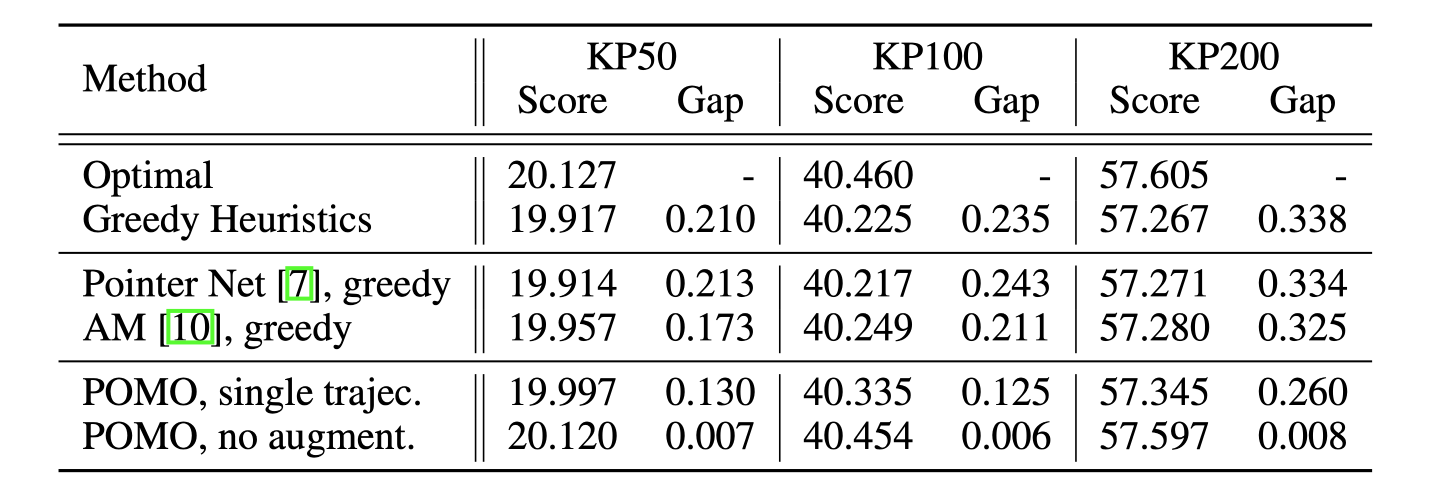 Method KP50 KP100 KP200
Score Gap Score Gap Score Gap
Optimal 20.127 - 40.460 - 57.605 -
Greedy Heuristics 19.917 0.210 40.225 0.235 57.267 0.338
Pointer Net [7], greedy 19.914 0.213 40.217 0.243 57.271 0.334
AM [10], greedy 19.957 0.173 40.249 0.211 57.280 0.325
POMO, single trajec. 19.997 0.130 40.335 0.125 57.345 0.260
POMO, no augment. 20.120 0.007 40.454 0.006 57.597 0.008